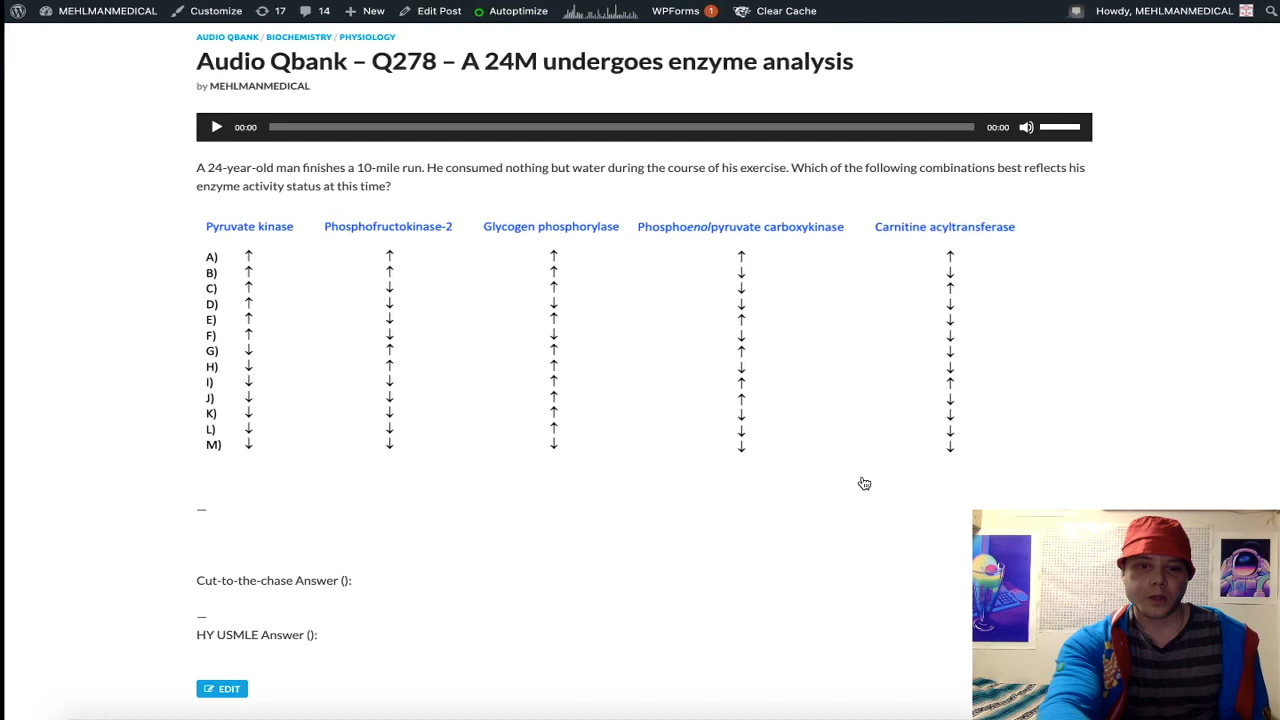 MEHLMANMEDICAL Customize 17 14 New Edit Post Autoptimize WPForms 1 Clear Cache Howdy, MEHLMANMEDICAL
AUDIO QBANK / BIOCHEMISTRY / PHYSIOLOGY
Audio Qbank – Q278 – A 24M undergoes enzyme analysis
by MEHLMANMEDICAL
00:00 00:00
A 24-year-old man finishes a 10-mile run. He consumed nothing but water during the course of his exercise. Which of the following combinations best reflects his
enzyme activity status at this time?
Pyruvate kinase Phosphofructokinase-2 Glycogen phosphorylase Phosphoenolpyruvate carboxykinase Carnitine acyltransferase
A) ↑ ↑ ↑ ↑ ↑
B) ↑ ↑ ↑ ↓ ↓
C) ↑ ↓ ↑ ↓ ↑
D) ↑ ↓ ↓ ↓ ↓
E) ↑ ↓ ↑ ↑ ↓
F) ↑ ↓ ↓ ↓ ↓
G) ↓ ↑ ↑ ↑ ↓
H) ↓ ↑ ↑ ↓ ↓
I) ↓ ↓ ↑ ↑ ↑
J) ↓ ↓ ↑ ↑ ↓
K) ↓ ↓ ↑ ↓ ↓
L) ↓ ↓ ↑ ↓ ↓
M) ↓ ↓ ↓ ↓ ↓
—
Cut-to-the-chase Answer ():
—
HY USMLE Answer ():
EDIT